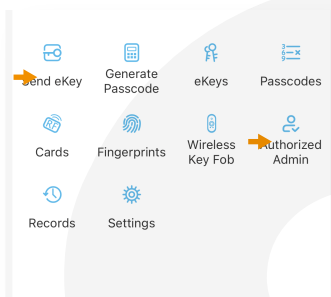 Send eKey
Generate
Passcode
eKeys
Passcodes
Cards
Fingerprints
Wireless
Key Fob
Authorized
Admin
Records
Settings